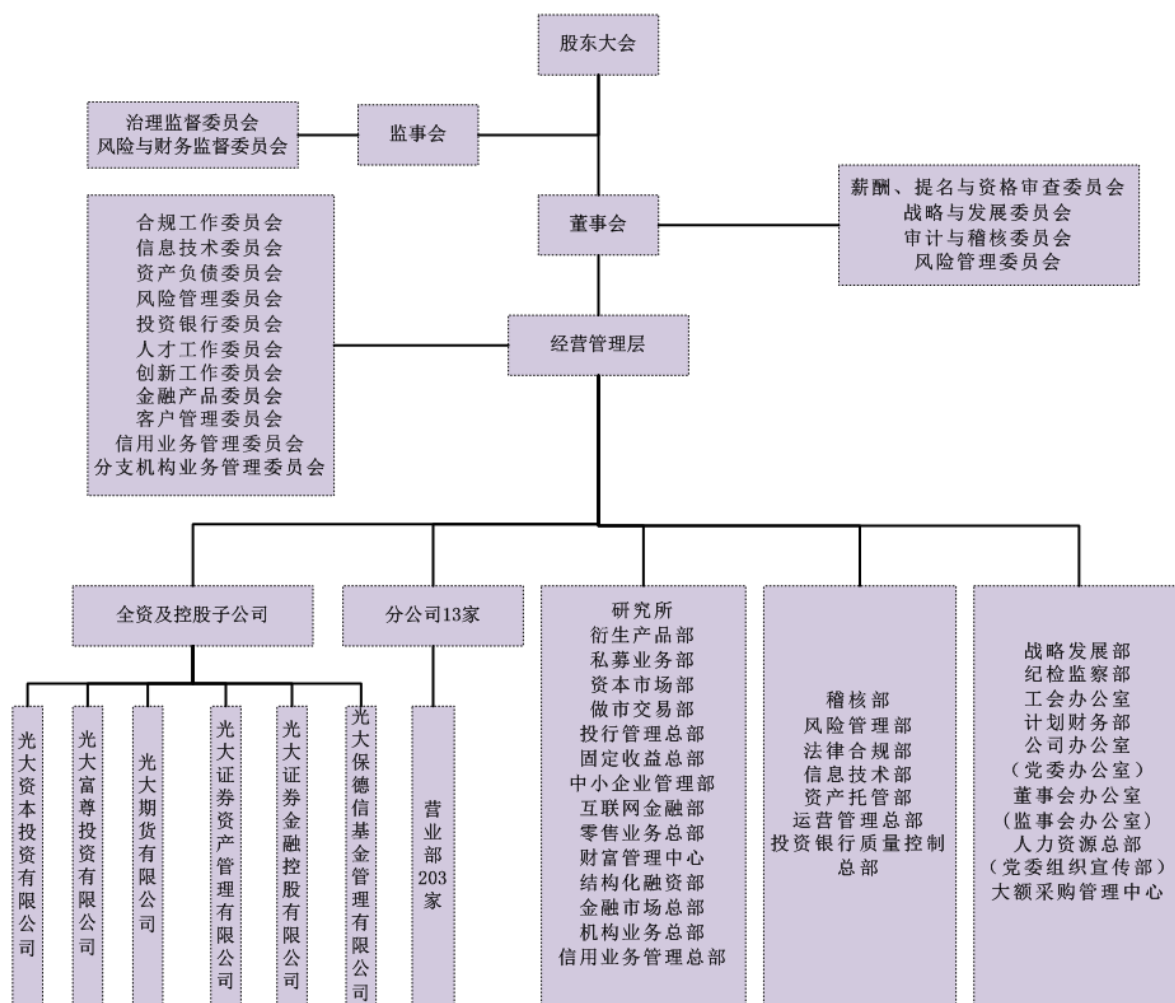 股东大会
治理监督委员会
风险与财务监督委员会
监事会
薪酬、提名与资格审查委员会
战略与发展委员会
审计与稽核委员会
风险管理委员会
董事会
合规工作委员会
信息技术委员会
资产负债委员会
风险管理委员会
投资银行委员会
人才工作委员会
创新工作委员会
金融产品委员会
客户管理委员会
信用业务管理委员会
分支机构业务管理委员会
经营管理层
全资及控股子公司
分公司13家
光大资本投资有限公司
光大富尊投资有限公司
光大期货有限公司
光大证券资产管理有限公司
光大证券金融控股有限公司
光大保德信基金管理有限公司
营业部203家
研究所
衍生产品部
私募业务部
资本市场部
做市交易部
投行管理总部
固定收益总部
中小企业管理部
互联网金融部
零售业务总部
财富管理中心
结构化融资部
金融市场总部
机构业务总部
信用业务管理总部
稽核部
风险管理部
法律合规部
信息技术部
资产托管部
运营管理总部
投资银行质量控制
总部
战略发展部
纪检监察部
工会办公室
计划财务部
公司办公室
（党委办公室）
董事会办公室
(监事会办公室）
人力资源总部
（党委组织宣传部）
大额采购管理中心